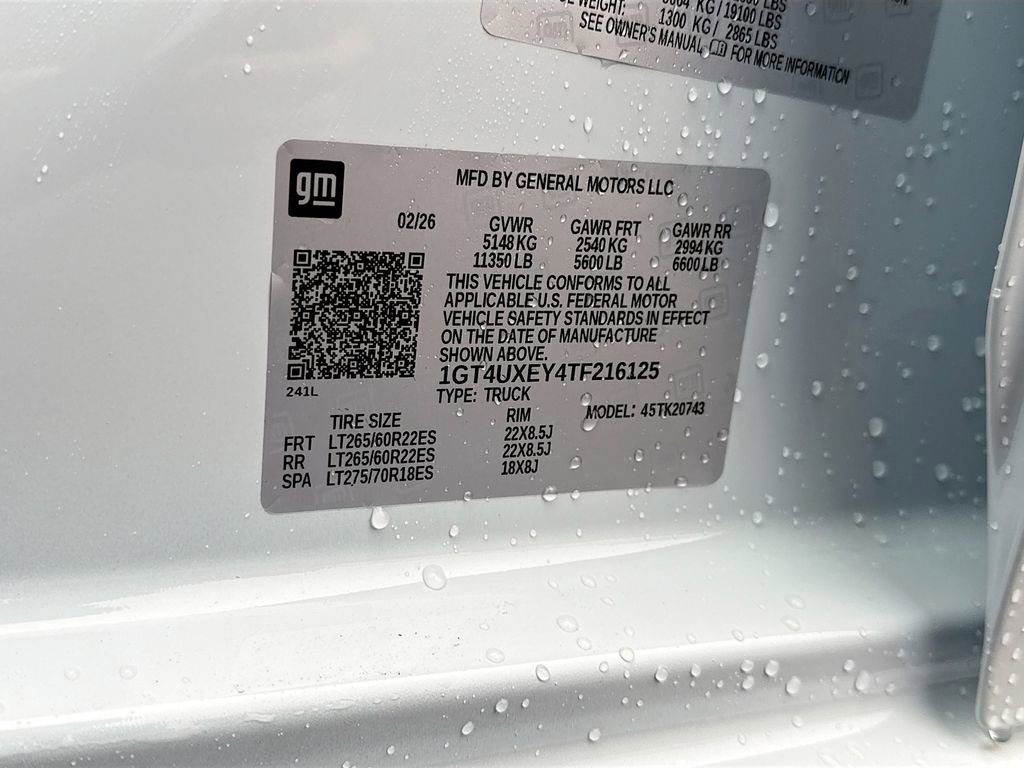 WEIGHT:
KG / 19100 LBS
1300 KG / 2865 LBS
SEE OWNER'S MANUAL FOR MORE INFORMATION
gm
MFD BY GENERAL MOTORS LLC
02/26 GVWR GAWR FRT GAWR RR
5148 KG 2540 KG 2994 KG
11350 LB 5600 LB 6600 LB
THIS VEHICLE CONFORMS TO ALL
APPLICABLE U.S. FEDERAL MOTOR
VEHICLE SAFETY STANDARDS IN EFFECT
ON THE DATE OF MANUFACTURE
SHOWN ABOVE.
1GT4UXEY4TF216125
241L
TYPE: TRUCK
TIRE SIZE RIM MODEL: 45TK20743
FRT LT265/60R22ES 22X8.5J
RR LT265/60R22ES 22X8.5J
SPA LT275/70R18ES 18X8J